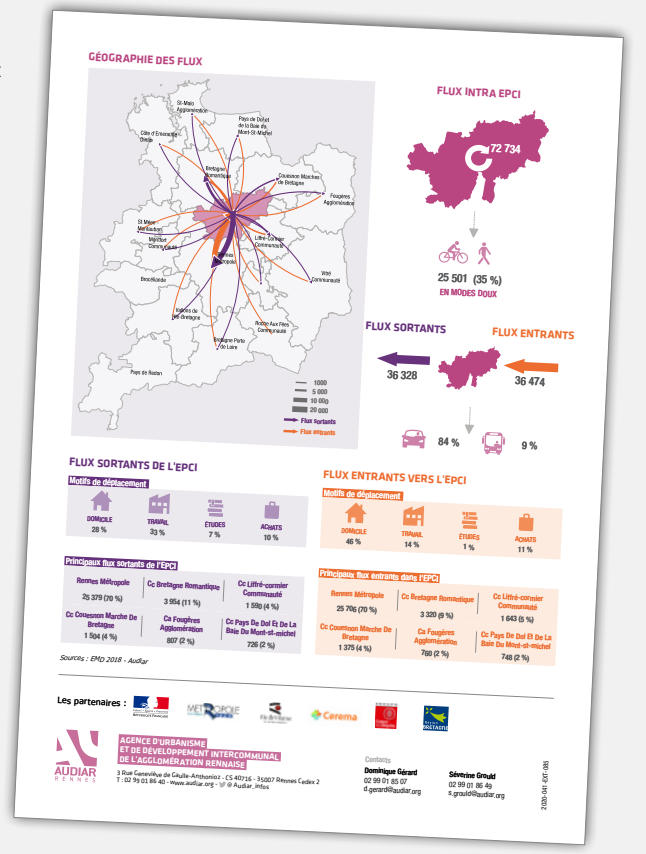 GÉOGRAPHIE DES FLUX
St-Malo
Agglomération
Pays de Dol et
de la Baie du
Mont-St-Michel
Côte d'Emeraude
Bretagne
Romantique
Couesnon Marches
de Bretagne
Fougères
Agglomération
St Méen
Montauban
Montfort
Communauté
Liffré-Cormier
Communauté
Vitré
Communauté
Brocéliande
Vallons de
Roche Aux Fées
Communauté
Bretagne Porte
de Loire
Pays de Redon
1000
5 000
10 000
20 000
Flux sortants
Flux entrants
FLUX INTRA EPCI
72 734
25 501 (35 %)
EN MODES DOUX
FLUX SORTANTS
FLUX ENTRANTS
36 328
36 474
84 %
9 %
FLUX SORTANTS DE L'EPCI
Motifs de déplacement
DOMICILE
28 %
TRAVAIL
33 %
ÉTUDES
7 %
ACHATS
10 %
Principaux flux sortants de l'EPCI
Rennes Métropole
25 379 (70 %)
Cc Bretagne Romantique
3 954 (11 %)
Cc Liffré-cormier
Communauté
1 590 (4 %)
Cc Couesnon Marche De
Bretagne
1 504 (4 %)
Ca Fougères
Agglomération
807 (2 %)
Cc Pays De Dol Et De La
Baie Du Mont-st-michel
726 (2 %)
FLUX ENTRANTS VERS L'EPCI
Motifs de déplacement
DOMICILE
46 %
TRAVAIL
14 %
ÉTUDES
1 %
ACHATS
11 %
Principaux flux entrants dans l'EPCI
Rennes Métropole
25 706 (70 %)
Cc Bretagne Romantique
3 320 (9 %)
Cc Liffré-cormier
Communauté
1 643 (5 %)
Cc Couesnon Marche De
Bretagne
1 375 (4 %)
Ca Fougères
Agglomération
760 (2 %)
Cc Pays De Dol Et De La
Baie Du Mont-st-michel
748 (2 %)
Sources : EMD 2018 - Audiar
Les partenaires :
RÉPUBLIQUE FRANÇAISE
METROPOLE
Cerema
BRETAGNE
AUDIAR
RENNES
AGENCE D'URBANISME
ET DE DÉVELOPPEMENT INTERCOMMUNAL
DE L'AGGLOMÉRATION RENNAISE
3 Rue Geneviève de Gaulle-Anthonioz - CS 40716 - 35007 Rennes Cedex 2
T : 02 99 01 86 40 - www.audiar.org - @Audiar_infos
Contacts
Dominique Gérard
02 99 01 85 07
d.gerard@audiar.org
Séverine Grould
02 99 01 86 49
s.grould@audiar.org
2020-041-EXT-085